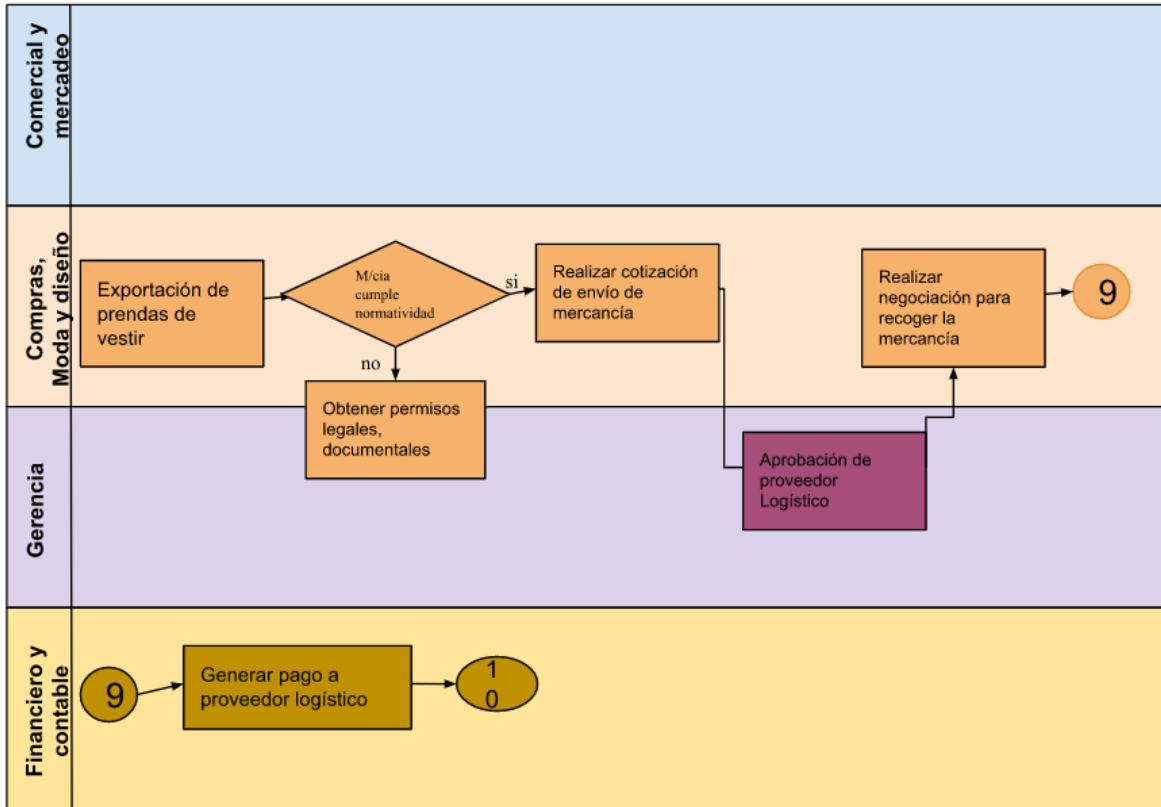 Comercial y
mercadeo
Compras,
Moda y diseño
Exportación de
prendas de
vestir
M/cia
cumple
normatividad
si
no
Realizar cotización
de envío de
mercancía
Realizar
negociación para
recoger la
mercancía
9
Obtener permisos
legales,
documentales
Gerencia
Aprobación de
proveedor
Logístico
Financiero y
contable
9
Generar pago a
proveedor logístico
1
0